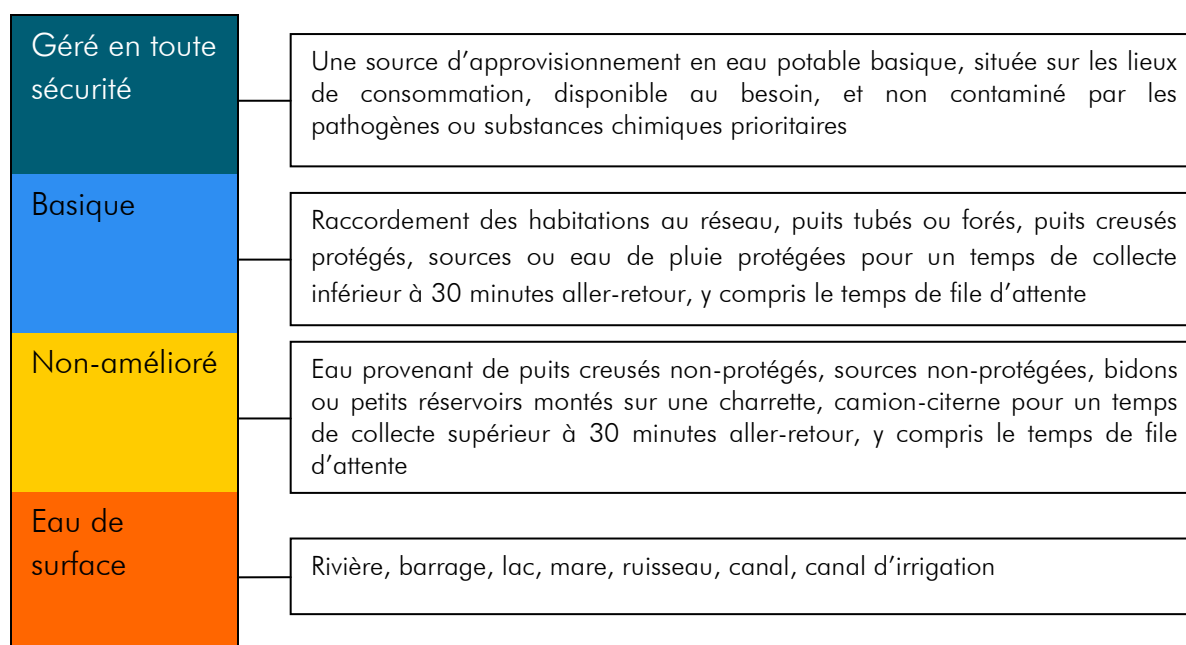 Géré en toute
sécurité
Une source d’approvisionnement en eau potable basique, située sur les lieux
de consommation, disponible au besoin, et non contaminé par les
pathogènes ou substances chimiques prioritaires
Basique
Raccordement des habitations au réseau, puits tubés ou forés, puits creusés
protégés, sources ou eau de pluie protégées pour un temps de collecte
inférieur à 30 minutes aller-retour, y compris le temps de file d’attente
Non-amélioré
Eau provenant de puits creusés non-protégés, sources non-protégées, bidons
ou petits réservoirs montés sur une charrette, camion-citerne pour un temps
de collecte supérieur à 30 minutes aller-retour, y compris le temps de file
d’attente
Eau de
surface
Rivière, barrage, lac, mare, ruisseau, canal, canal d’irrigation